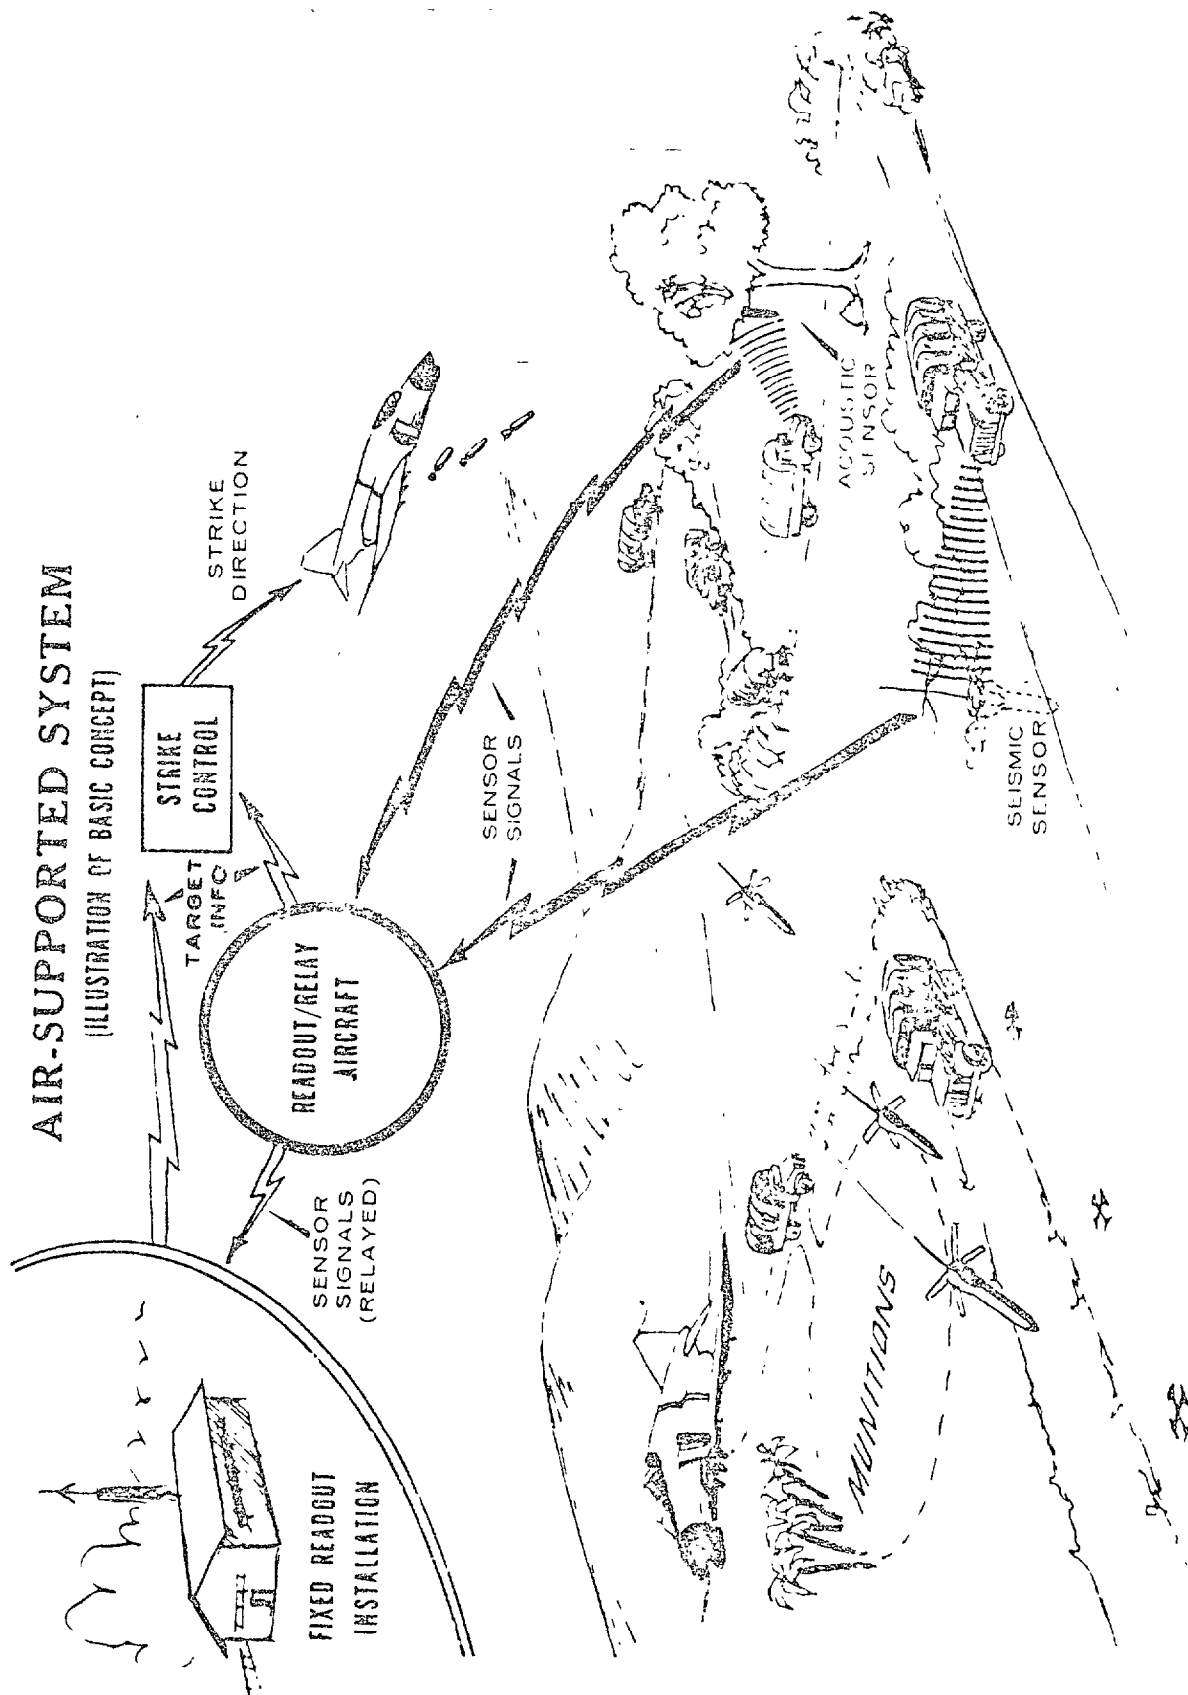 AIR-SUPPORTED SYSTEM
(ILLUSTRATION OF BASIC CONCEPT)
STRIKE
CONTROL
STRIKE
DIRECTION
TARGET
INFO
READOUT/RELAY
AIRCRAFT
SENSOR
SIGNALS
SENSOR
SIGNALS
(RELAYED)
FIXED READOUT
INSTALLATION
ACOUSTIC
SENSOR
SEISMIC
SENSOR
MUNITIONS